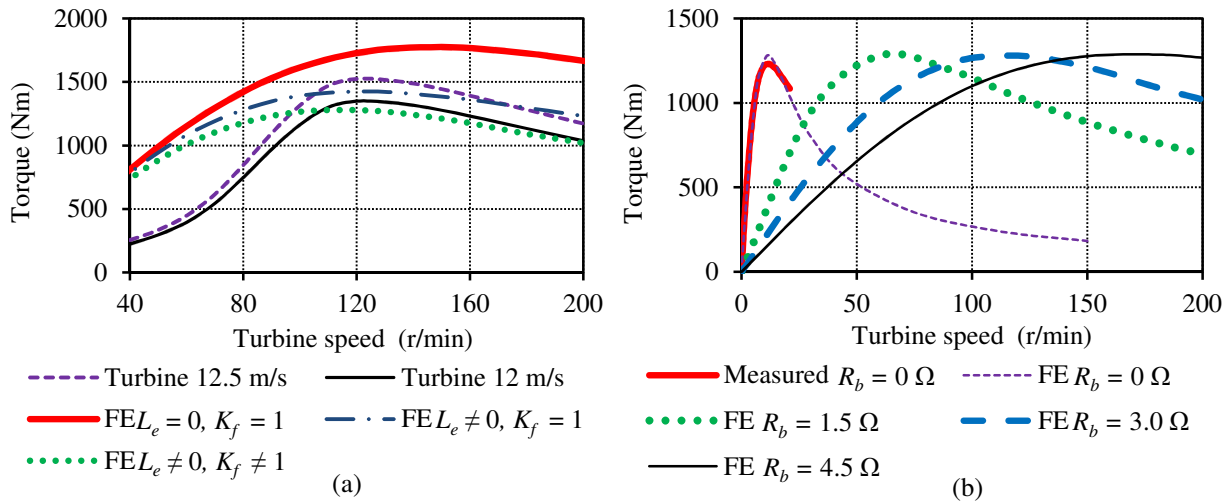 2000
1500
1000
500
0
Torque (Nm)
40 80 120 160 200
Turbine speed (r/min)
Turbine 12.5 m/s
Turbine 12 m/s
FE L_e = 0, K_f = 1
FE L_e ≠ 0, K_f = 1
FE L_e ≠ 0, K_f ≠ 1
(a)
1500
1000
500
0
Torque (Nm)
0 50 100 150 200
Turbine speed (r/min)
Measured R_b = 0 Ω
FE R_b = 0 Ω
FE R_b = 1.5 Ω
FE R_b = 3.0 Ω
FE R_b = 4.5 Ω
(b)